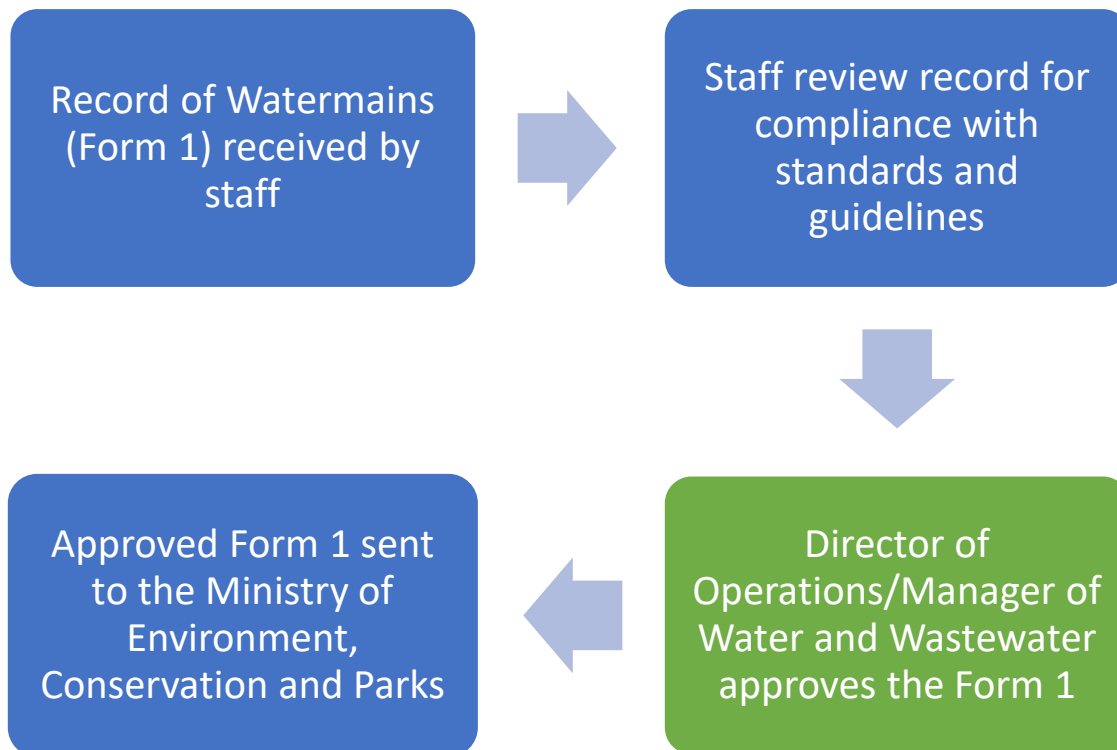 Record of Watermains
(Form 1) received by
staff
Staff review record for
compliance with
standards and
guidelines
Director of
Operations/Manager of
Water and Wastewater
approves the Form 1
Approved Form 1 sent
to the Ministry of
Environment,
Conservation and Parks